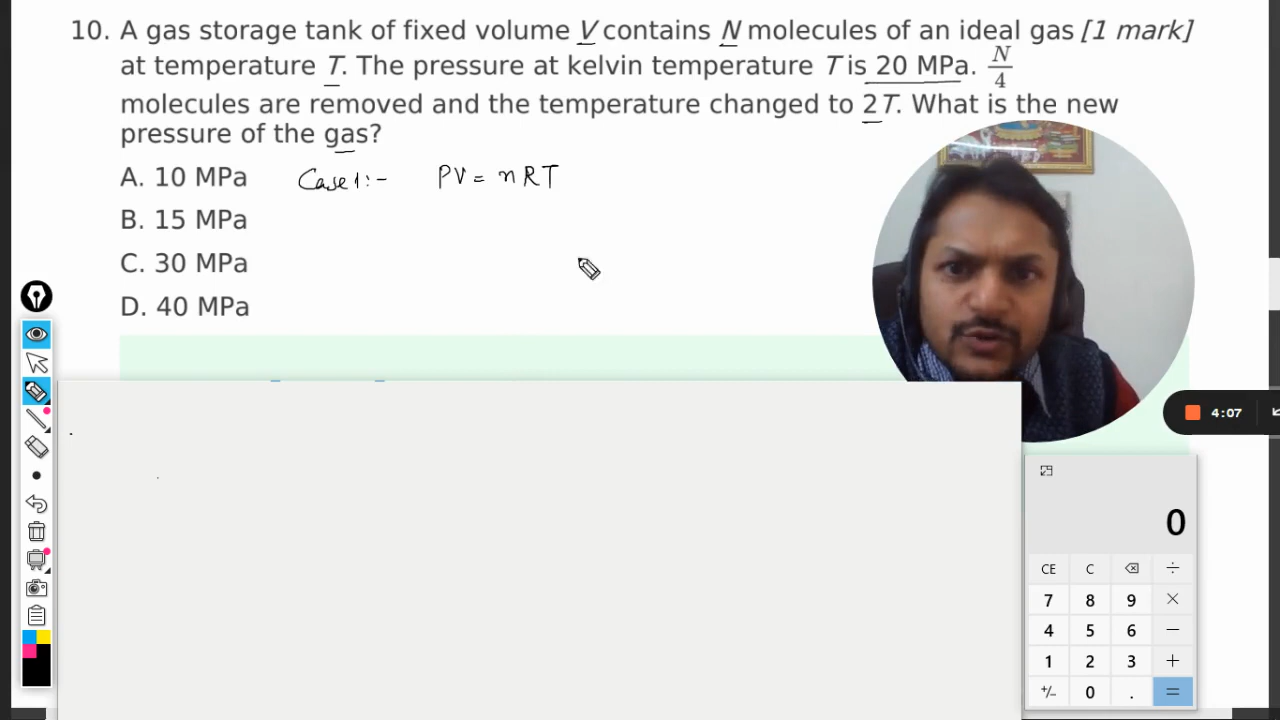 10. A gas storage tank of fixed volume V contains N molecules of an ideal gas [1 mark]
at temperature T. The pressure at kelvin temperature T is 20 MPa. N/4
molecules are removed and the temperature changed to 2T. What is the new
pressure of the gas?
A. 10 MPa
Case 1:- PV = nRT
B. 15 MPa
C. 30 MPa
D. 40 MPa
4:07
0
CE C ⌫ ÷
7 8 9 ×
4 5 6 −
1 2 3 +
+/− 0 . =